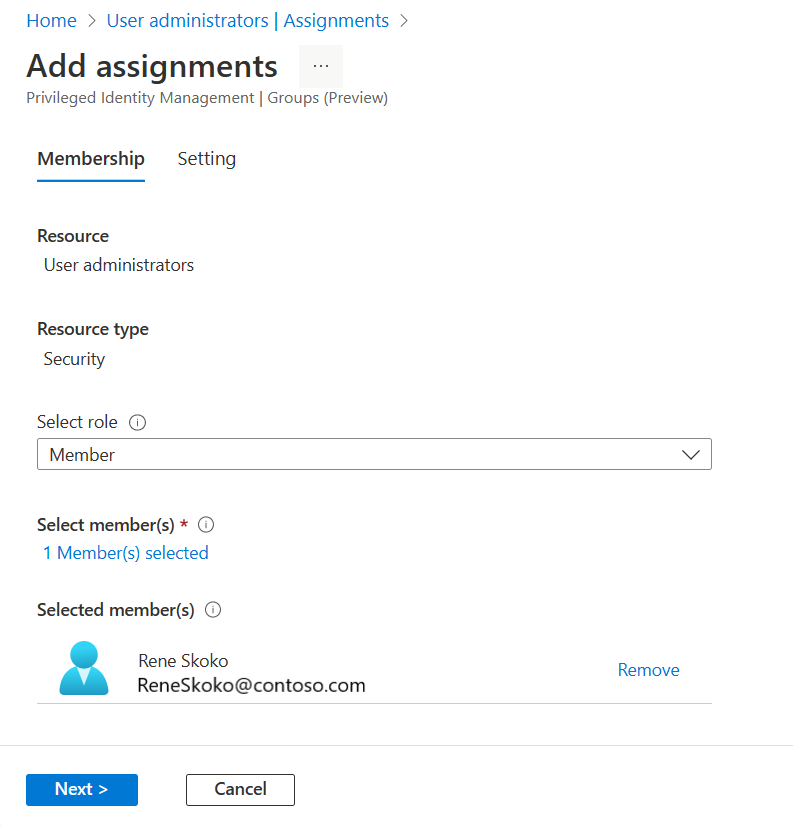 Home > User administrators | Assignments >
Add assignments ...
Privileged Identity Management | Groups (Preview)
Membership Setting
Resource
User administrators
Resource type
Security
Select role
Member
Select member(s) *
1 Member(s) selected
Selected member(s)
Rene Skoko
ReneSkoko@contoso.com
Remove
Next > Cancel